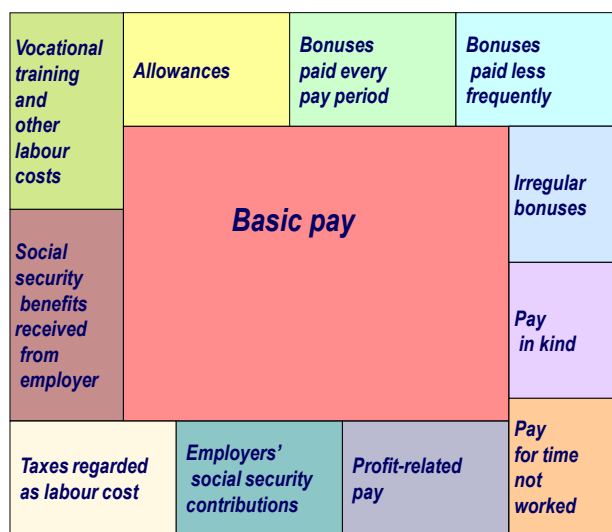 Vocational
training
and
other
labour
costs
Allowances
Bonuses
paid every
pay period
Bonuses
paid less
frequently
Basic pay
Irregular
bonuses
Social
security
benefits
received
from
employer
Pay
in kind
Taxes regarded
as labour cost
Employers’
social security
contributions
Profit-related
pay
Pay
for time
not
worked